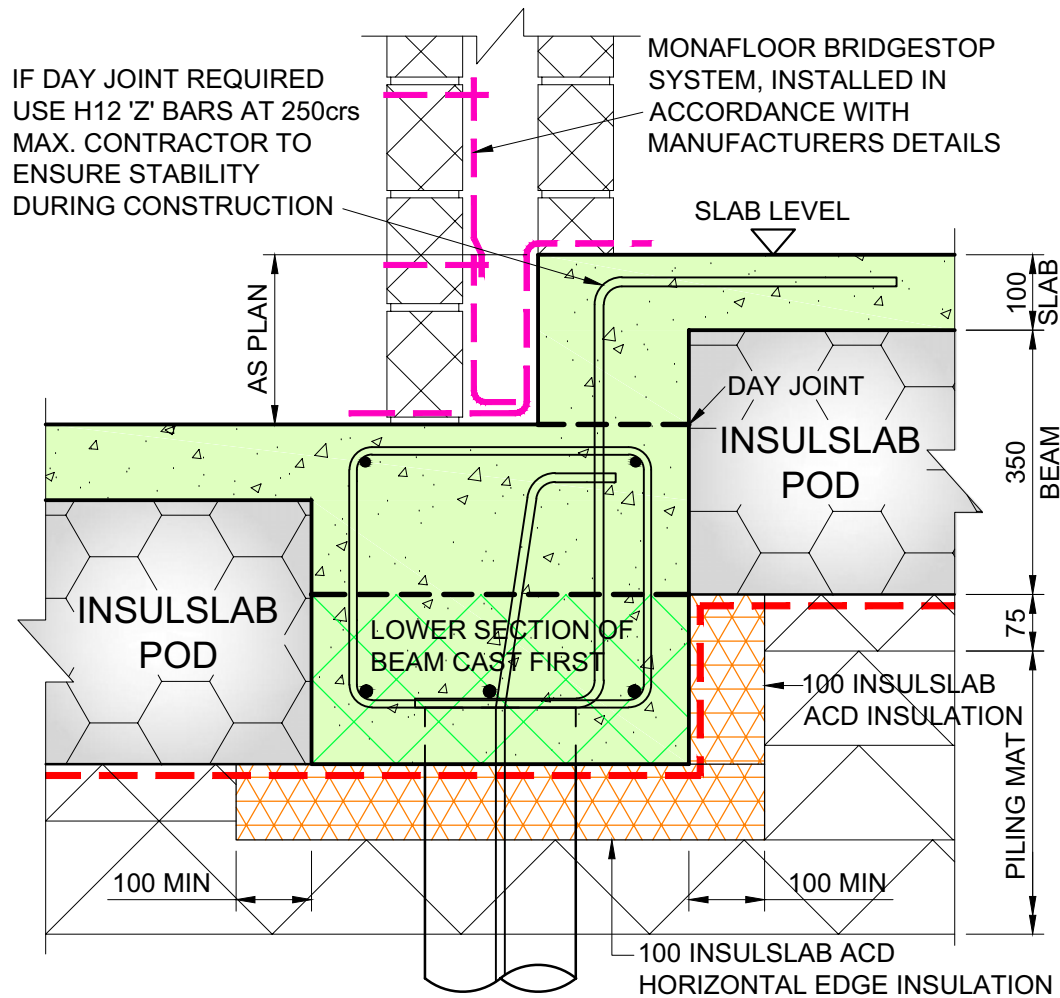 IF DAY JOINT REQUIRED
USE H12 'Z' BARS AT 250crs
MAX. CONTRACTOR TO
ENSURE STABILITY
DURING CONSTRUCTION
MONAFLOOR BRIDGESTOP
SYSTEM, INSTALLED IN
ACCORDANCE WITH
MANUFACTURERS DETAILS
SLAB LEVEL
AS PLAN
100
SLAB
DAY JOINT
INSULSLAB
POD
350
BEAM
INSULSLAB
POD
LOWER SECTION OF
BEAM CAST FIRST
75
100 INSULSLAB
ACD INSULATION
PILING MAT
100 MIN
100 MIN
100 INSULSLAB ACD
HORIZONTAL EDGE INSULATION